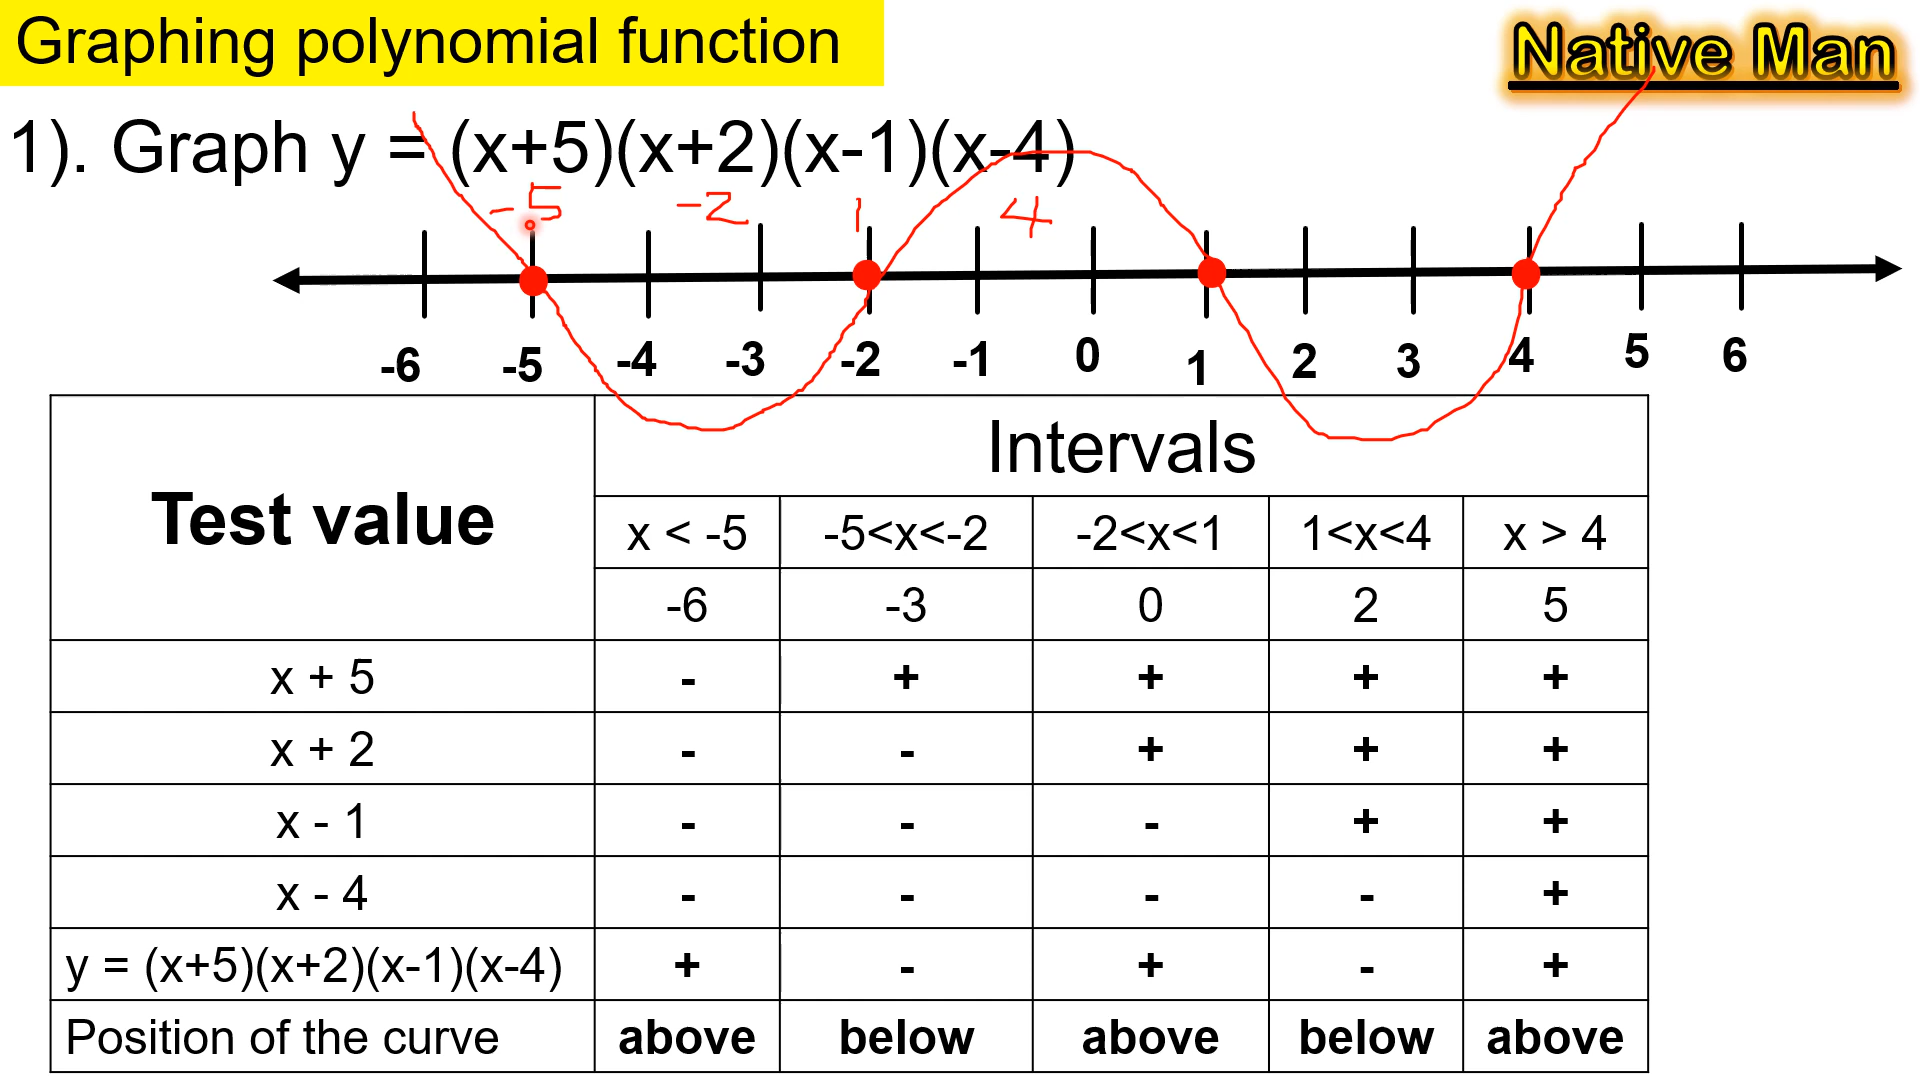 Graphing polynomial function
Native Man
1). Graph y = (x+5)(x+2)(x-1)(x-4)
-5 -2 1 4
-6 -5 -4 -3 -2 -1 0 1 2 3 4 5 6
Test value
Intervals
x < -5 -5<x<-2 -2<x<1 1<x<4 x > 4
-6 -3 0 2 5
x + 5 - + + + +
x + 2 - - + + +
x - 1 - - - + +
x - 4 - - - - +
y = (x+5)(x+2)(x-1)(x-4) + - + - +
Position of the curve above below above below above